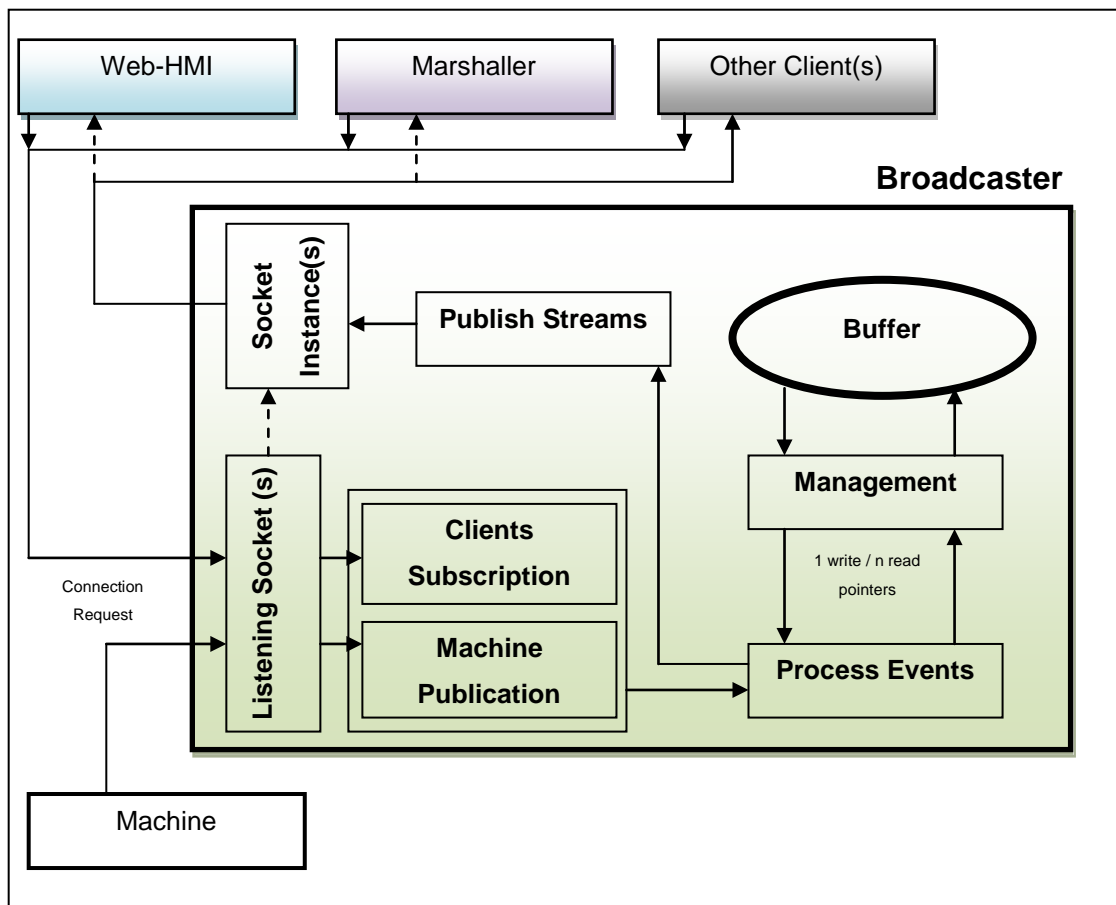 Web-HMI
Marshaller
Other Client(s)
Broadcaster
Socket
Instance(s)
Publish Streams
Buffer
Management
Listening Socket (s)
Clients
Subscription
1 write / n read
pointers
Connection
Request
Machine
Publication
Process Events
Machine